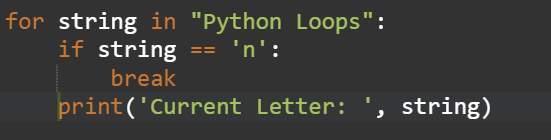 for string in "Python Loops":
    if string == 'n':
        break
    print('Current Letter: ', string)